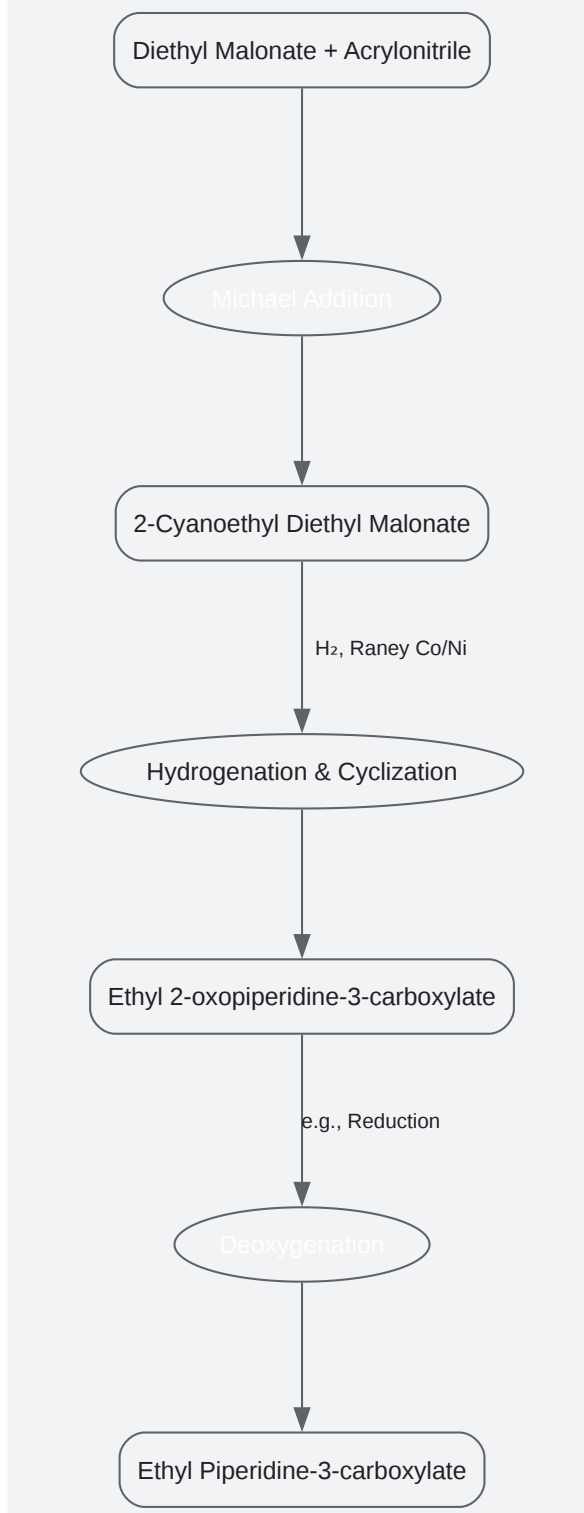 Diethyl Malonate + Acrylonitrile
Michael Addition
2-Cyanoethyl Diethyl Malonate
H₂, Raney Co/Ni
Hydrogenation & Cyclization
Ethyl 2-oxopiperidine-3-carboxylate
e.g., Reduction
Deoxygenation
Ethyl Piperidine-3-carboxylate